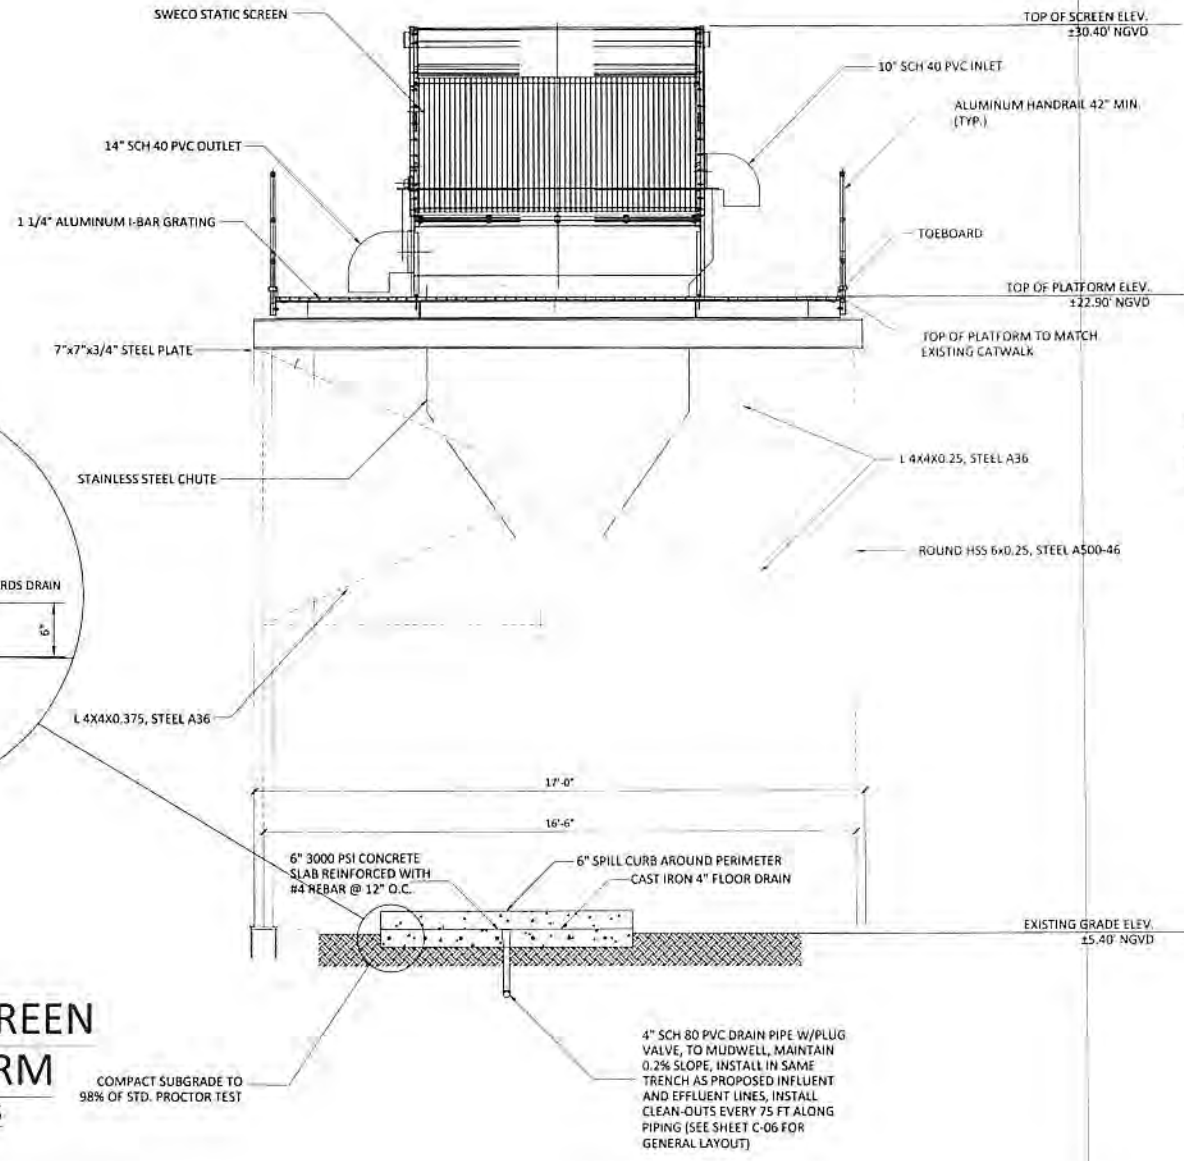 SWECO STATIC SCREEN
TOP OF SCREEN ELEV.
±30.40' NGVD
10" SCH 40 PVC INLET
ALUMINUM HANDRAIL 42" MIN.
(TYP.)
14" SCH 40 PVC OUTLET
1 1/4" ALUMINUM I-BAR GRATING
TOEBOARD
TOP OF PLATFORM ELEV.
±22.90' NGVD
TOP OF PLATFORM TO MATCH
EXISTING CATWALK
7"x7"x3/4" STEEL PLATE
L 4X4X0.25, STEEL A36
STAINLESS STEEL CHUTE
ROUND HSS 6x0.25, STEEL A500-46
RDS DRAIN
6"
L 4X4X0.375, STEEL A36
17'-0"
16'-6"
6" 3000 PSI CONCRETE
SLAB REINFORCED WITH
#4 REBAR @ 12" O.C.
6" SPILL CURB AROUND PERIMETER
CAST IRON 4" FLOOR DRAIN
EXISTING GRADE ELEV.
±5.40' NGVD
REEN
RM
COMPACT SUBGRADE TO
98% OF STD. PROCTOR TEST
4" SCH 80 PVC DRAIN PIPE W/PLUG
VALVE, TO MUDWELL, MAINTAIN
0.2% SLOPE, INSTALL IN SAME
TRENCH AS PROPOSED INFLUENT
AND EFFLUENT LINES, INSTALL
CLEAN-OUTS EVERY 75 FT ALONG
PIPING (SEE SHEET C-06 FOR
GENERAL LAYOUT)